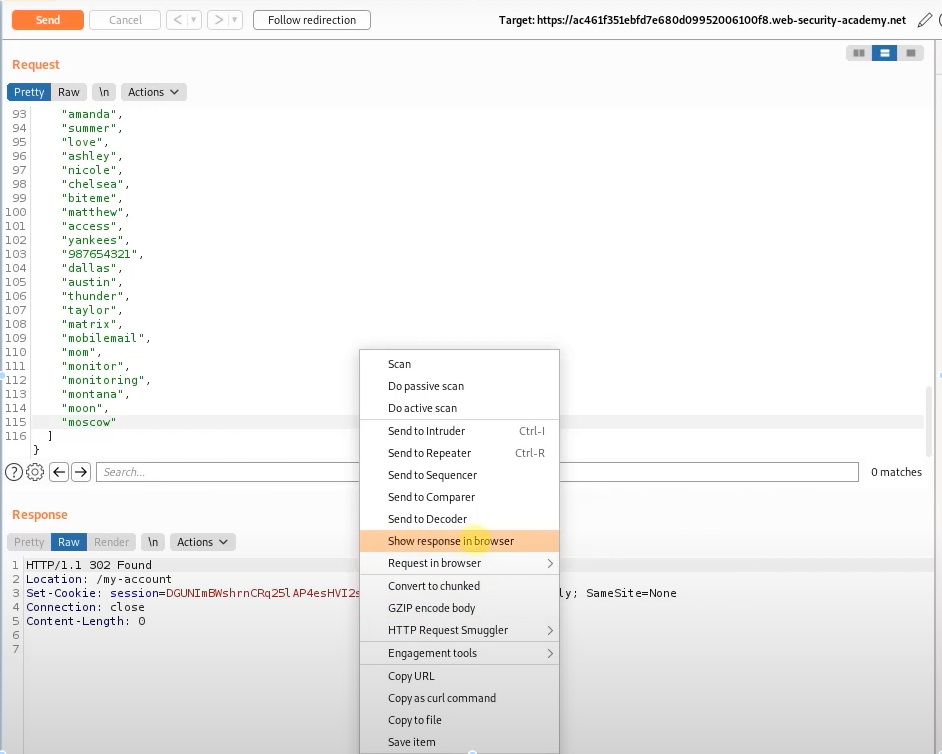 Send Cancel < > Follow redirection Target: https://ac461f351ebfd7e680d09952006100f8.web-security-academy.net
Request
Pretty Raw \n Actions
93 "amanda",
94 "summer",
95 "love",
96 "ashley",
97 "nicole",
98 "chelsea",
99 "biteme",
100 "matthew",
101 "access",
102 "yankees",
103 "987654321",
104 "dallas",
105 "austin",
106 "thunder",
107 "taylor",
108 "matrix",
109 "mobilemail",
110 "mom",
111 "monitor",
112 "monitoring",
113 "montana",
114 "moon",
115 "moscow"
116 ]
}
Search... 0 matches
Response
Pretty Raw Render \n Actions
1 HTTP/1.1 302 Found
2 Location: /my-account
3 Set-Cookie: session=DGUNImBWshrnCRq25lAP4esHVI2s ly; SameSite=None
4 Connection: close
5 Content-Length: 0
6
7
Scan
Do passive scan
Do active scan
Send to Intruder Ctrl-I
Send to Repeater Ctrl-R
Send to Sequencer
Send to Comparer
Send to Decoder
Show response in browser
Request in browser
Convert to chunked
GZIP encode body
HTTP Request Smuggler
Engagement tools
Copy URL
Copy as curl command
Copy to file
Save item